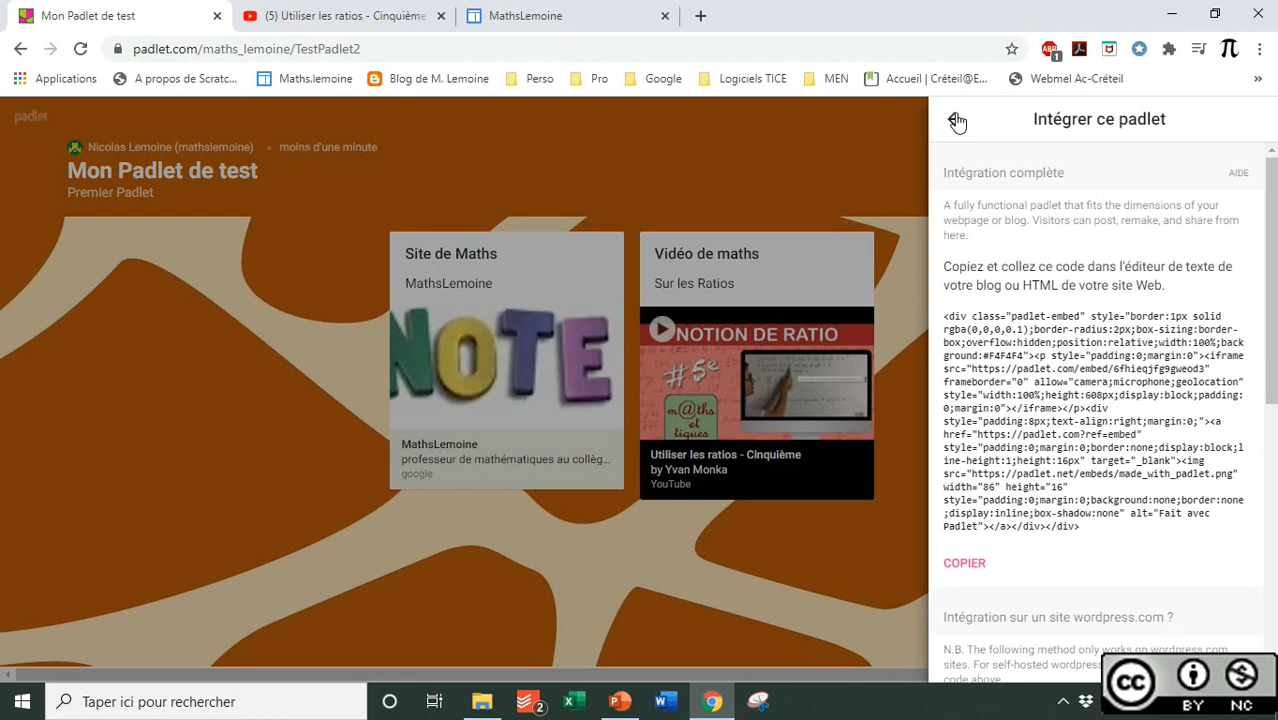 Mon Padlet de test
(5) Utiliser les ratios - Cinquième
MathsLemoine
padlet.com/maths_lemoine/TestPadlet2
1
Applications
A propos de Scratc...
Maths.lemoine
Blog de M. Lemoine
Perso
Pro
Google
Logiciels TICE
MEN
Accueil | Créteil@E...
Webmel Ac-Créteil
»
padlet
Nicolas Lemoine (mathslemoine) • moins d'une minute
Mon Padlet de test
Premier Padlet
Site de Maths
MathsLemoine
NOTE
MathsLemoine
professeur de mathématiques au collèg...
google
Vidéo de maths
Sur les Ratios
NOTION DE RATIO
#5e
m@ths
et
tiques
Utiliser les ratios - Cinquième
by Yvan Monka
YouTube
Intégrer ce padlet
Intégration complète
AIDE
A fully functional padlet that fits the dimensions of your
webpage or blog. Visitors can post, remake, and share from
here.
Copiez et collez ce code dans l'éditeur de texte de
votre blog ou HTML de votre site Web.
<div class="padlet-embed" style="border:1px solid
rgba(0,0,0,0.1);border-radius:2px;box-sizing:border-
box;overflow:hidden;position:relative;width:100%;back
ground:#F4F4F4"><p style="padding:0;margin:0"><iframe
src="https://padlet.com/embed/6fhieqjfg9gweod3"
frameborder="0" allow="camera;microphone;geolocation"
style="width:100%;height:608px;display:block;padding:
0;margin:0"></iframe></p><div
style="padding:8px;text-align:right;margin:0;"><a
href="https://padlet.com?ref=embed"
style="padding:0;margin:0;border:none;display:block;l
ine-height:1;height:16px" target="_blank"><img
src="https://padlet.net/embeds/made_with_padlet.png"
width="86" height="16"
style="padding:0;margin:0;background:none;border:none
;display:inline;box-shadow:none" alt="Fait avec
Padlet"></a></div></div>
COPIER
Intégration sur un site wordpress.com ?
N.B. The following method only works on wordpress.com
sites. For self-hosted wordpress
code above.
Taper ici pour rechercher
2
cc
BY NC